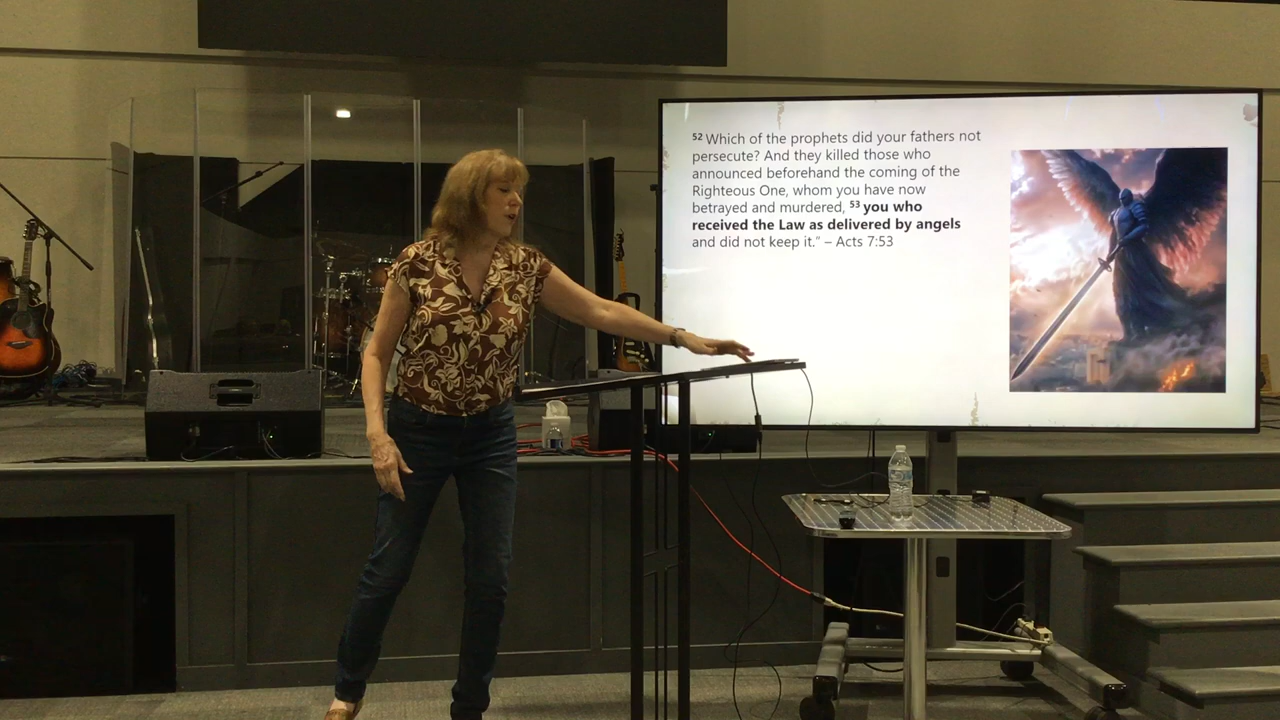 52 Which of the prophets did your fathers not
persecute? And they killed those who
announced beforehand the coming of the
Righteous One, whom you have now
betrayed and murdered, 53 you who
received the Law as delivered by angels
and did not keep it.” – Acts 7:53